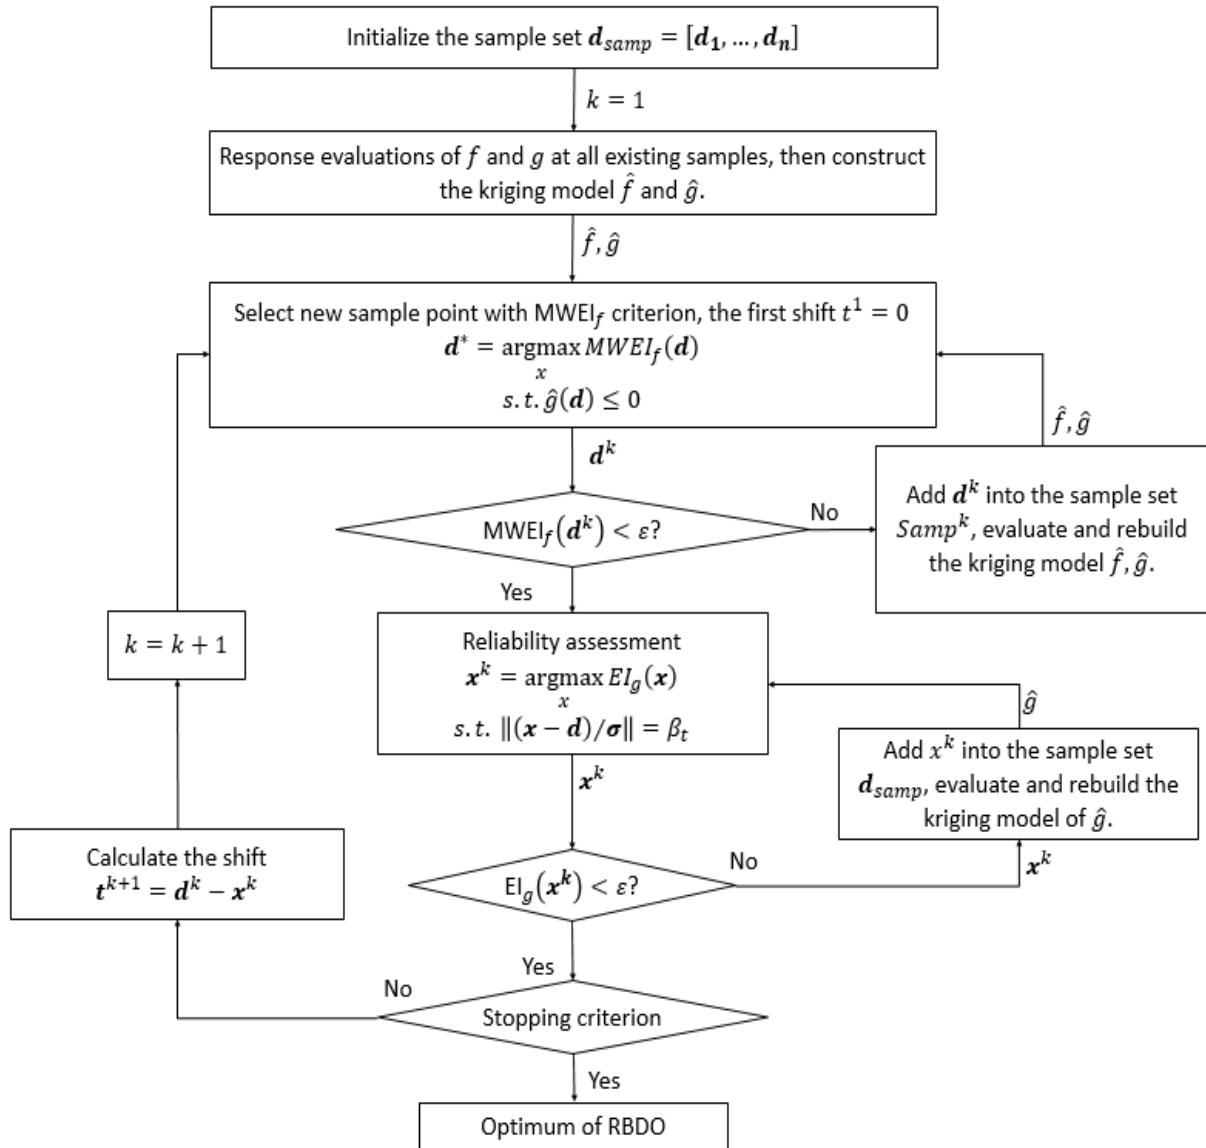 Initialize the sample set d_samp = [d_1, …, d_n]
k = 1
Response evaluations of f and g at all existing samples, then construct
the kriging model f̂ and ĝ.
f̂, ĝ
Select new sample point with MWEI_f criterion, the first shift t^1 = 0
d^* = argmax MWEI_f(d)
x
s.t. ĝ(d) ≤ 0
d^k
MWEI_f(d^k) < ε?
No
f̂, ĝ
Add d^k into the sample set
Samp^k, evaluate and rebuild
the kriging model f̂, ĝ.
Yes
Reliability assessment
x^k = argmax EI_g(x)
x
s.t. ‖(x − d)/σ‖ = β_t
x^k
EI_g(x^k) < ε?
No
x^k
Add x^k into the sample set
d_samp, evaluate and rebuild the
kriging model of ĝ.
ĝ
Yes
Stopping criterion
No
Calculate the shift
t^{k+1} = d^k − x^k
k = k + 1
Yes
Optimum of RBDO